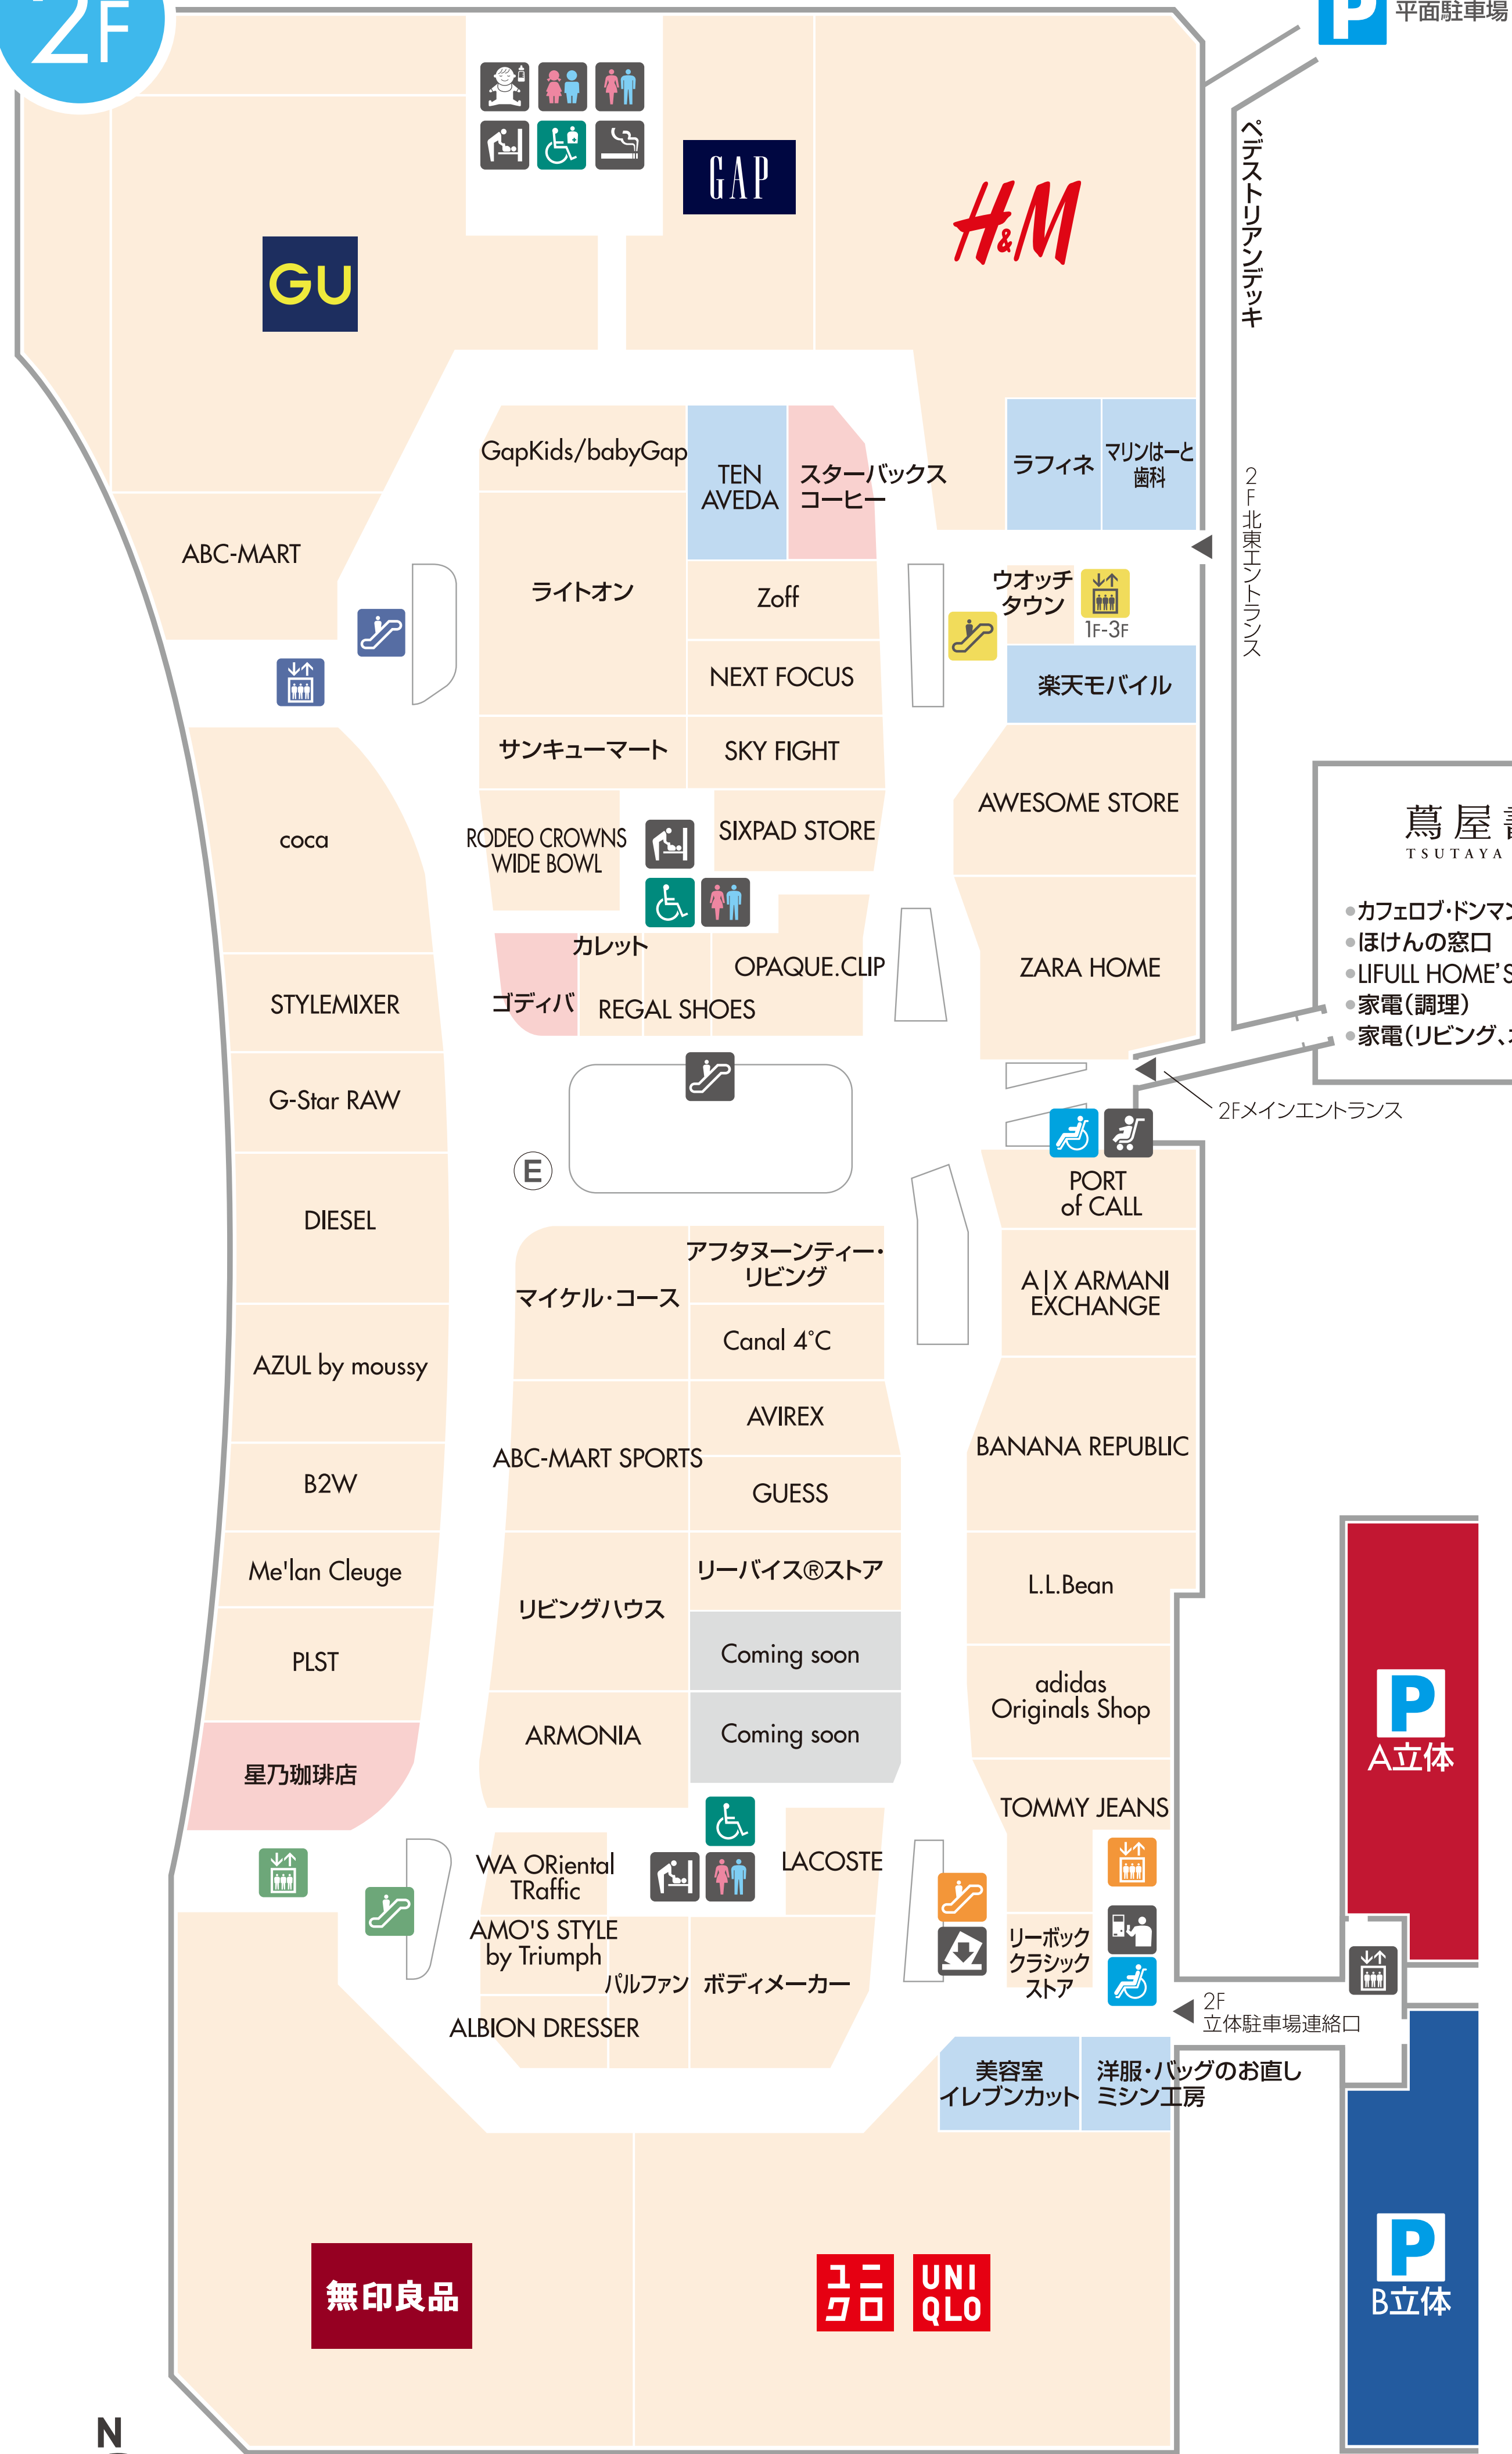 2F
P
平面駐車場
GAP
H&M
GU
ペデストリアンデッキ
GapKids/babyGap
TEN
AVEDA
スターバックス
コーヒー
ラフィネ
マリンはーと
歯科
2F北東エントランス
ABC-MART
ライトオン
Zoff
ウオッチ
タウン
1F-3F
NEXT FOCUS
楽天モバイル
サンキューマート
SKY FIGHT
AWESOME STORE
coca
RODEO CROWNS
WIDE BOWL
SIXPAD STORE
蔦屋
TSUTAYA
カフェロブ・ドンマン
●ほけんの窓口
●LIFULL HOME'S
●家電(調理)
●家電(リビング、
カレット
OPAQUE.CLIP
ZARA HOME
STYLEMIXER
ゴディバ
REGAL SHOES
G-Star RAW
2Fメインエントランス
E
PORT
of CALL
DIESEL
アフタヌーンティー・
リビング
マイケル・コース
A|X ARMANI
EXCHANGE
Canal 4℃
AZUL by moussy
AVIREX
ABC-MART SPORTS
BANANA REPUBLIC
B2W
GUESS
Me'lan Cleuge
リーバイス®ストア
L.L.Bean
リビングハウス
PLST
Coming soon
adidas
Originals Shop
ARMONIA
Coming soon
P
A立体
星乃珈琲店
TOMMY JEANS
WA ORiental
TRaffic
LACOSTE
AMO'S STYLE
by Triumph
パルファン
ボディメーカー
リーボック
クラシック
ストア
2F
立体駐車場連絡口
ALBION DRESSER
美容室
イレブンカット
洋服・バッグのお直し
ミシン工房
無印良品
ユニ
クロ
UNI
QLO
P
B立体
N